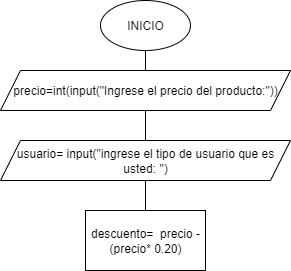 INICIO
precio=int(input("Ingrese el precio del producto:"))
usuario= input("ingrese el tipo de usuario que es
usted: ")
descuento=  precio -
(precio* 0.20)